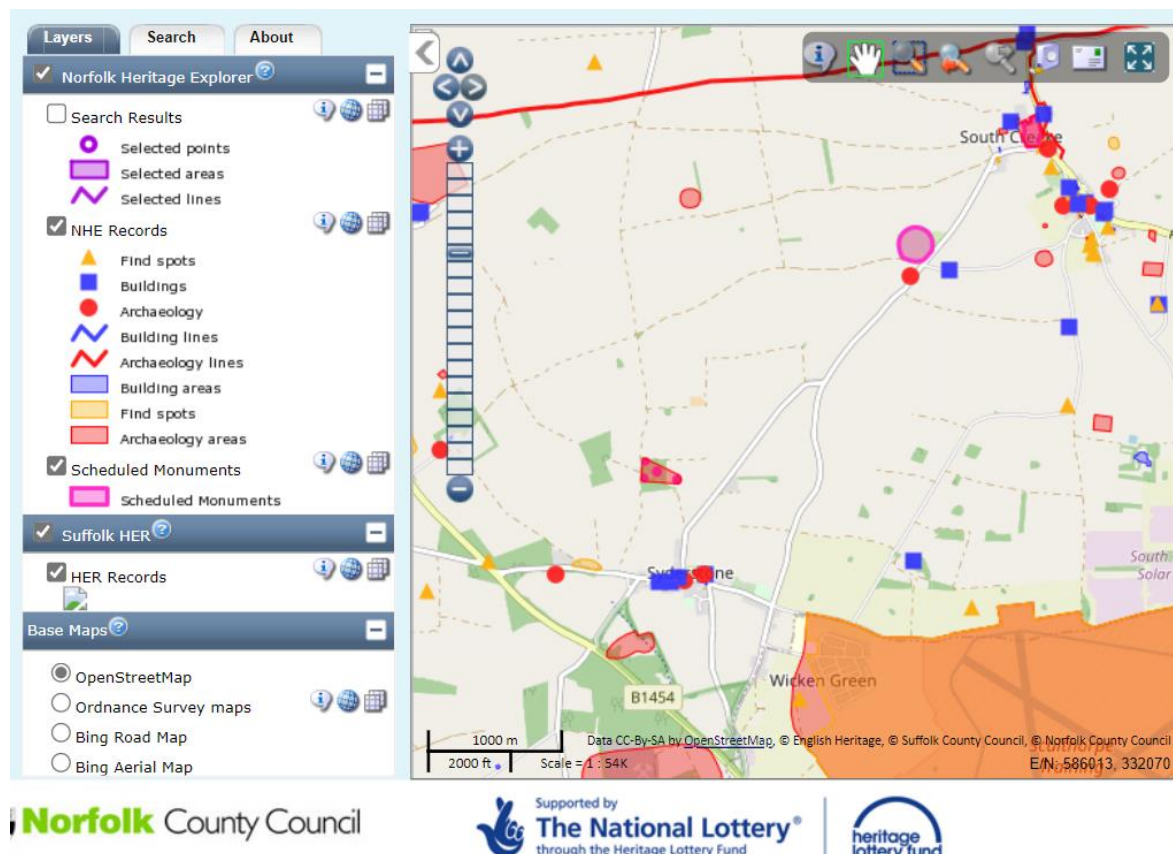 Layers Search About
Norfolk Heritage Explorer
Search Results
Selected points
Selected areas
Selected lines
NHE Records
Find spots
Buildings
Archaeology
Building lines
Archaeology lines
Building areas
Find spots
Archaeology areas
Scheduled Monuments
Scheduled Monuments
Suffolk HER
HER Records
Base Maps
OpenStreetMap
Ordnance Survey maps
Bing Road Map
Bing Aerial Map
South
South
Solar
Wicken Green
B1454
1000 m
2000 ft
Scale = 1 : 54K
Data CC-By-SA by OpenStreetMap, © English Heritage, © Suffolk County Council, © Norfolk County Council
E/N: 586013, 332070
Norfolk County Council
Supported by
The National Lottery®
through the Heritage Lottery Fund
heritage
lottery fund